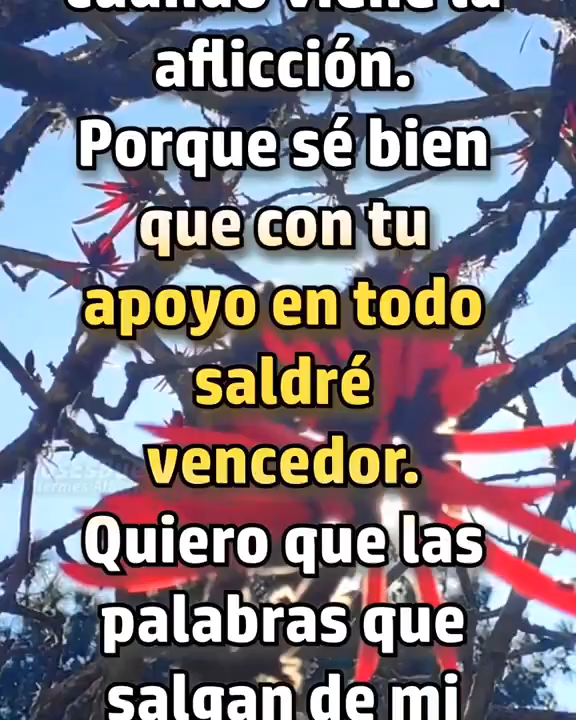 cuando viene la
aflicción.
Porque sé bien
que con tu
apoyo en todo
saldré
vencedor.
Quiero que las
palabras que
salgan de mi